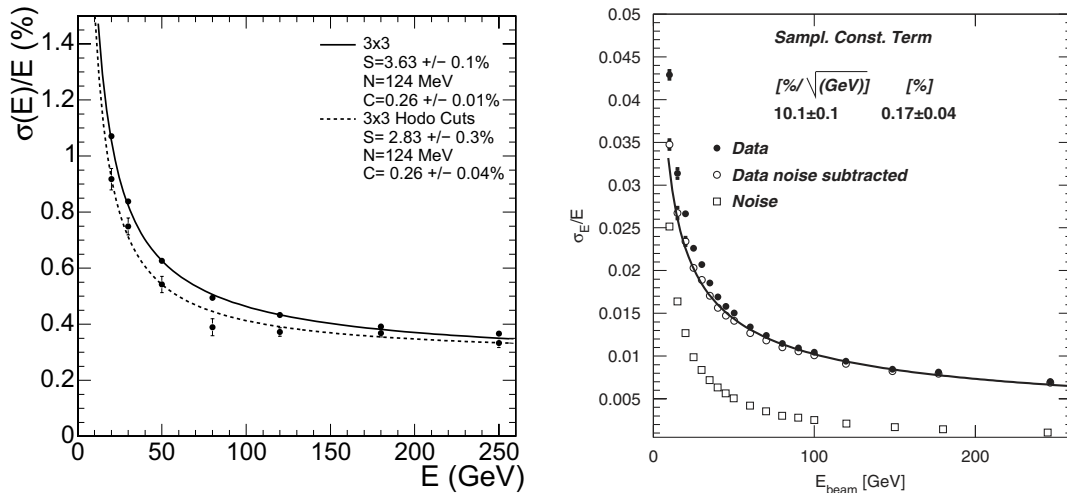 σ(E)/E (%)
1.4
1.2
1
0.8
0.6
0.4
0.2
0
0 50 100 150 200 250
E (GeV)
3x3
S=3.63 +/- 0.1%
N=124 MeV
C=0.26 +/- 0.01%
3x3 Hodo Cuts
S= 2.83 +/- 0.3%
N=124 MeV
C= 0.26 +/- 0.04%
σE/E
0.05
0.045
0.04
0.035
0.03
0.025
0.02
0.015
0.01
0.005
0 100 200
Ebeam [GeV]
Sampl. Const. Term
[%/√(GeV)] [%]
10.1±0.1 0.17±0.04
Data
Data noise subtracted
Noise